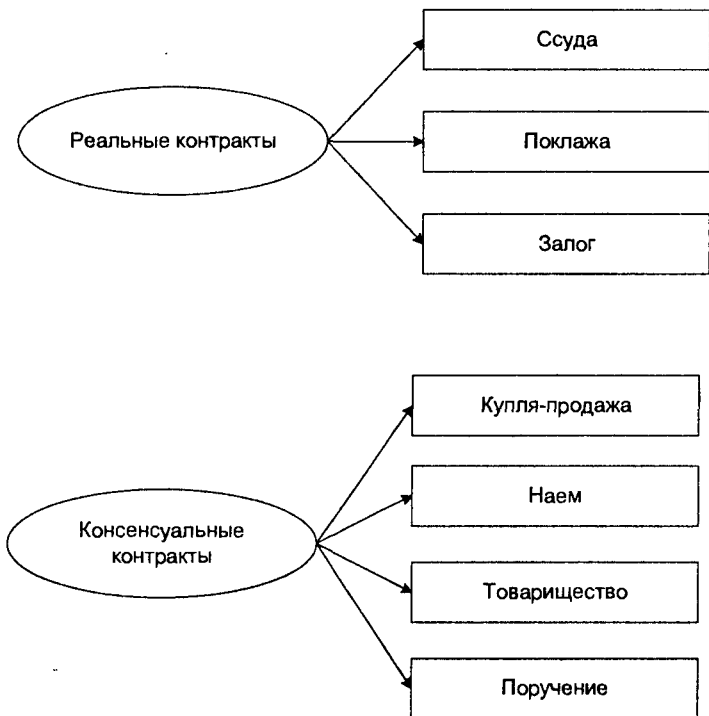 Реальные контракты
Ссуда
Поклажа
Залог
Консенсуальные
контракты
Купля-продажа
Наем
Товарищество
Поручение